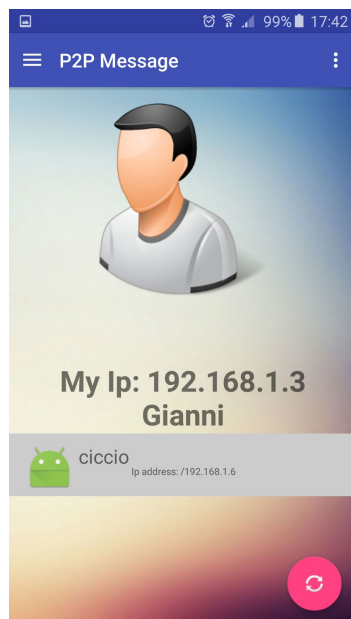 99% 17:42
P2P Message
My Ip: 192.168.1.3
Gianni
ciccio
Ip address: /192.168.1.6